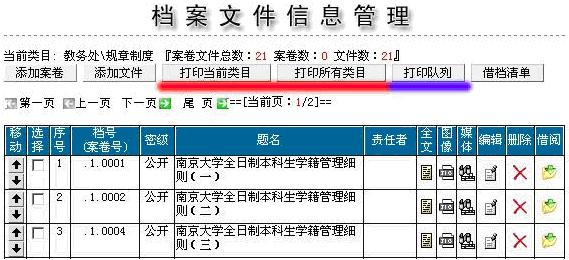 档案文件信息管理
当前类目: 教务处\规章制度 『案卷文件总数：21 案卷数:0 文件数:21』
添加案卷 添加文件 打印当前类目 打印所有类目 打印队列 借档清单
第一页 上一页 下一页 尾 页 ==[当前页：1/2]==
移动 选择 序号 档号(案卷号) 密级 题名 责任者 全文 图像 媒体 编辑 删除 借阅
1 .1.0001 公开 南京大学全日制本科生学籍管理细
则(一)
2 .1.0002 公开 南京大学全日制本科生学籍管理细
则(二)
3 .1.0004 公开 南京大学全日制本科生学籍管理细
则(三)